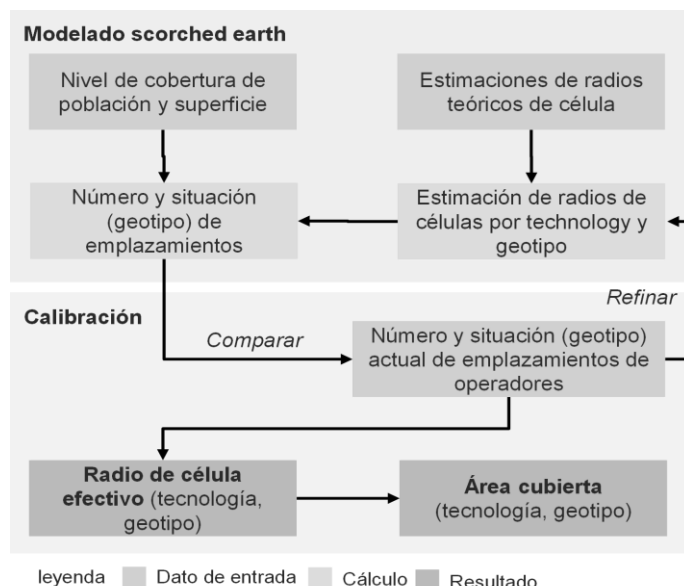 Modelado scorched earth
Nivel de cobertura de
población y superficie
Estimaciones de radios
teóricos de célula
Número y situación
(geotipo) de
emplazamientos
Estimación de radios de
células por technology y
geotipo
Refinar
Calibración
Comparar
Número y situación (geotipo)
actual de emplazamientos de
operadores
Radio de célula
efectivo (tecnología,
geotipo)
Área cubierta
(tecnología, geotipo)
leyenda Dato de entrada Cálculo Resultado